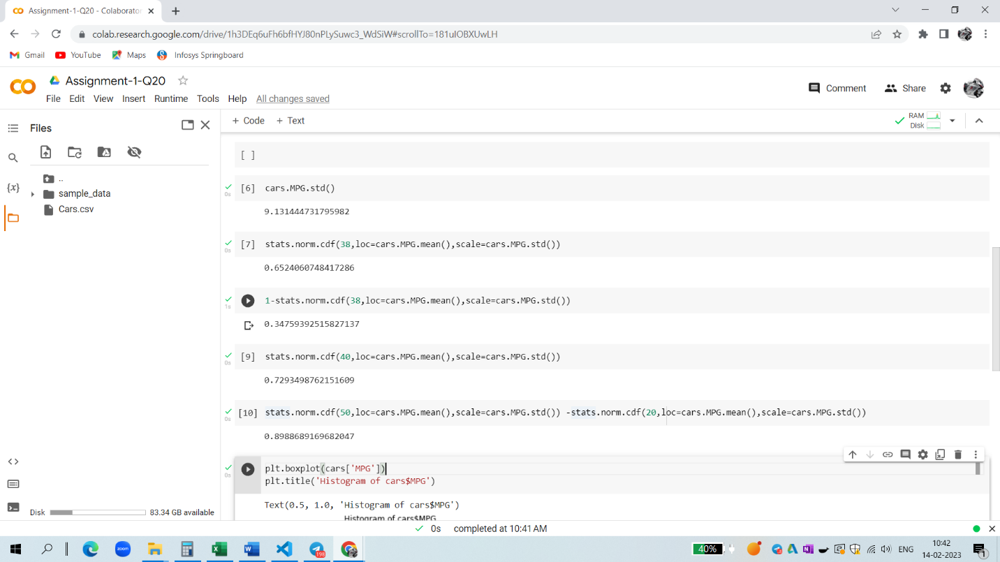 Assignment-1-Q20 - Colaborator
colab.research.google.com/drive/1h3DEq6uFh6bfHYJ80nPLySuwc3_WdSiW#scrollTo=181uIOBXUwLH
Gmail YouTube Maps Infosys Springboard
Assignment-1-Q20
File Edit View Insert Runtime Tools Help All changes saved
Comment Share
Files
+ Code + Text
RAM
Disk
..
sample_data
Cars.csv
{x}
[ ]
[6] cars.MPG.std()
0s
9.131444731795982
[7] stats.norm.cdf(38,loc=cars.MPG.mean(),scale=cars.MPG.std())
0s
0.6524060748417286
1-stats.norm.cdf(38,loc=cars.MPG.mean(),scale=cars.MPG.std())
1s
0.34759392515827137
[9] stats.norm.cdf(40,loc=cars.MPG.mean(),scale=cars.MPG.std())
0s
0.7293498762151609
[10] stats.norm.cdf(50,loc=cars.MPG.mean(),scale=cars.MPG.std()) -stats.norm.cdf(20,loc=cars.MPG.mean(),scale=cars.MPG.std())
0s
0.8988689169682047
plt.boxplot(cars['MPG'])
0s
plt.title('Histogram of cars$MPG')
Text(0.5, 1.0, 'Histogram of cars$MPG')
Histogram of cars$MPG
Disk 83.34 GB available
0s completed at 10:41 AM
zoom
198
40%
ENG
10:42
14-02-2023
1